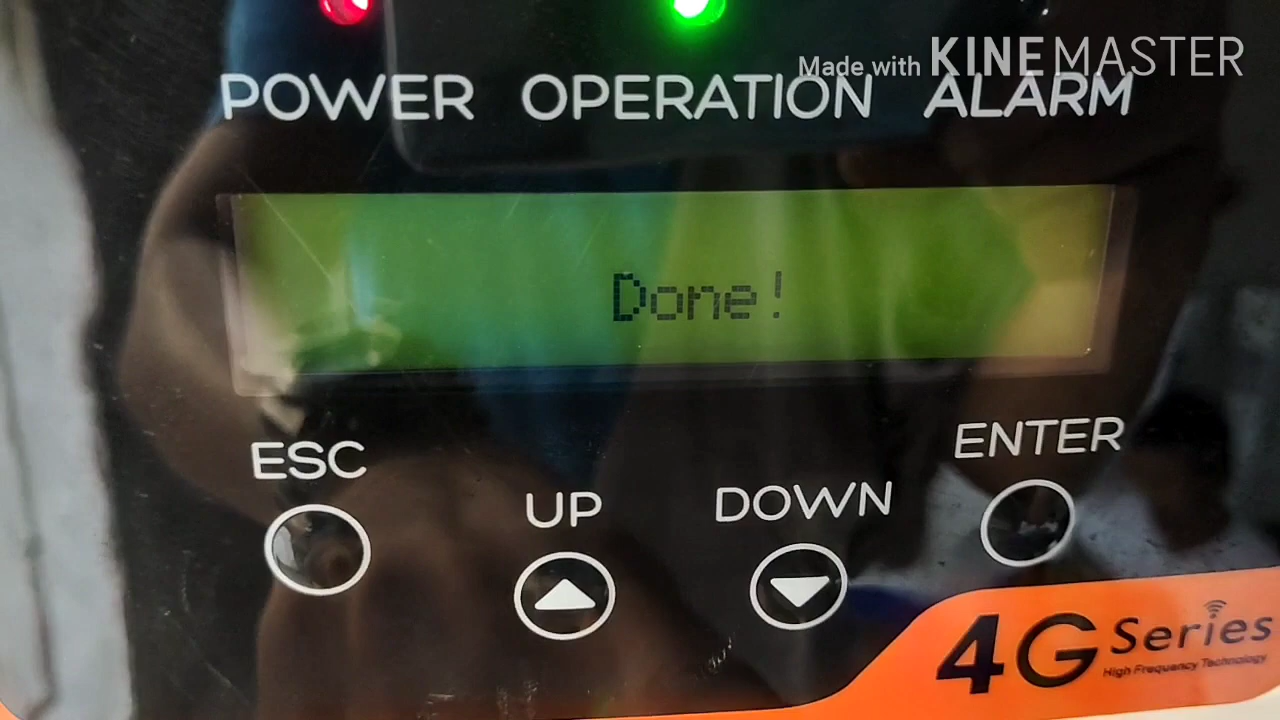 Made with KINEMASTER
POWER OPERATION ALARM
Done!
ESC UP DOWN ENTER
4G Series
High Frequency Technology